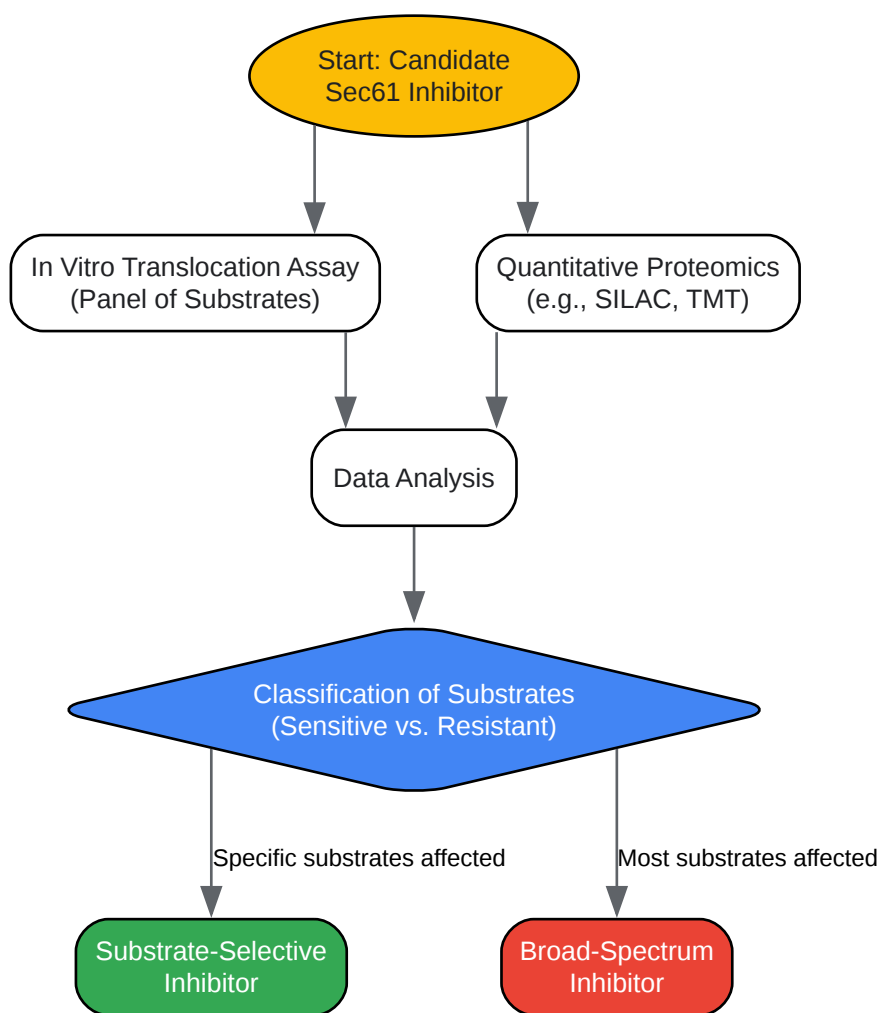 Start: Candidate
Sec61 Inhibitor
In Vitro Translocation Assay
(Panel of Substrates)
Quantitative Proteomics
(e.g., SILAC, TMT)
Data Analysis
Classification of Substrates
(Sensitive vs. Resistant)
Specific substrates affected
Most substrates affected
Substrate-Selective
Inhibitor
Broad-Spectrum
Inhibitor